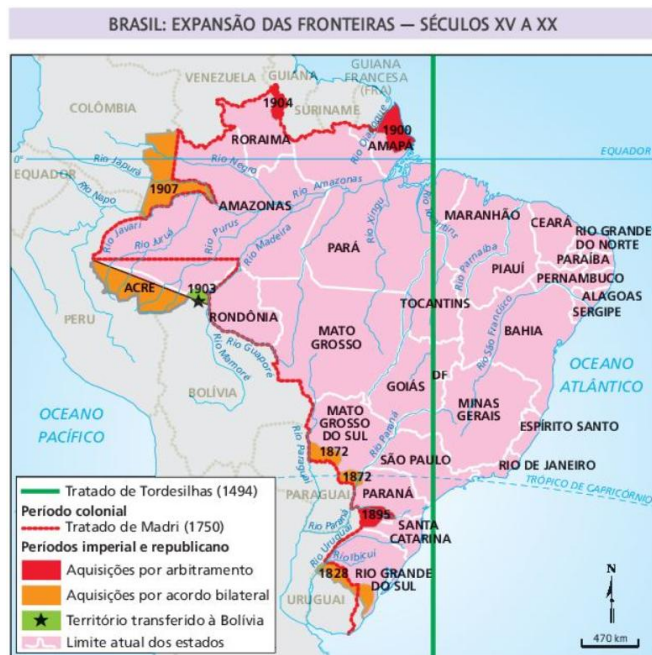 BRASIL: EXPANSÃO DAS FRONTEIRAS — SÉCULOS XV A XX
VENEZUELA
GUIANA
GUIANA
FRANCESA
(FRA)
SURINAME
COLÔMBIA
1904
1900
RORAIMA
Rio Oiapoque
AMAPÁ
0°
EQUADOR
EQUADOR
Rio Japurá
Rio Negro
Rio Napo
1907
Rio Amazonas
AMAZONAS
Rio Javari
Rio Juruá
Rio Purus
Rio Madeira
Rio Xingu
Rio Tocantins
PARÁ
MARANHÃO
CEARÁ
RIO GRANDE
DO NORTE
PARAÍBA
Rio Parnaíba
PIAUÍ
PERNAMBUCO
ALAGOAS
SERGIPE
ACRE
1903
RONDÔNIA
TOCANTINS
PERU
Rio Mamoré
Rio Guaporé
MATO
GROSSO
Rio São Francisco
BAHIA
BOLÍVIA
GOIÁS
DF
OCEANO
ATLÂNTICO
OCEANO
PACÍFICO
MINAS
GERAIS
MATO
GROSSO
DO SUL
Rio Paraná
ESPÍRITO SANTO
1872
Rio Paraguai
SÃO PAULO
RIO DE JANEIRO
1872
TRÓPICO DE CAPRICÓRNIO
PARAGUAI
PARANÁ
Rio Paraná
1895
SANTA
CATARINA
Rio Uruguai
Rio Ibicuí
1828
RIO GRANDE
DO SUL
URUGUAI
Tratado de Tordesilhas (1494)
Período colonial
Tratado de Madri (1750)
Períodos imperial e republicano
Aquisições por arbitramento
Aquisições por acordo bilateral
Território transferido à Bolívia
Limite atual dos estados
N
470 km